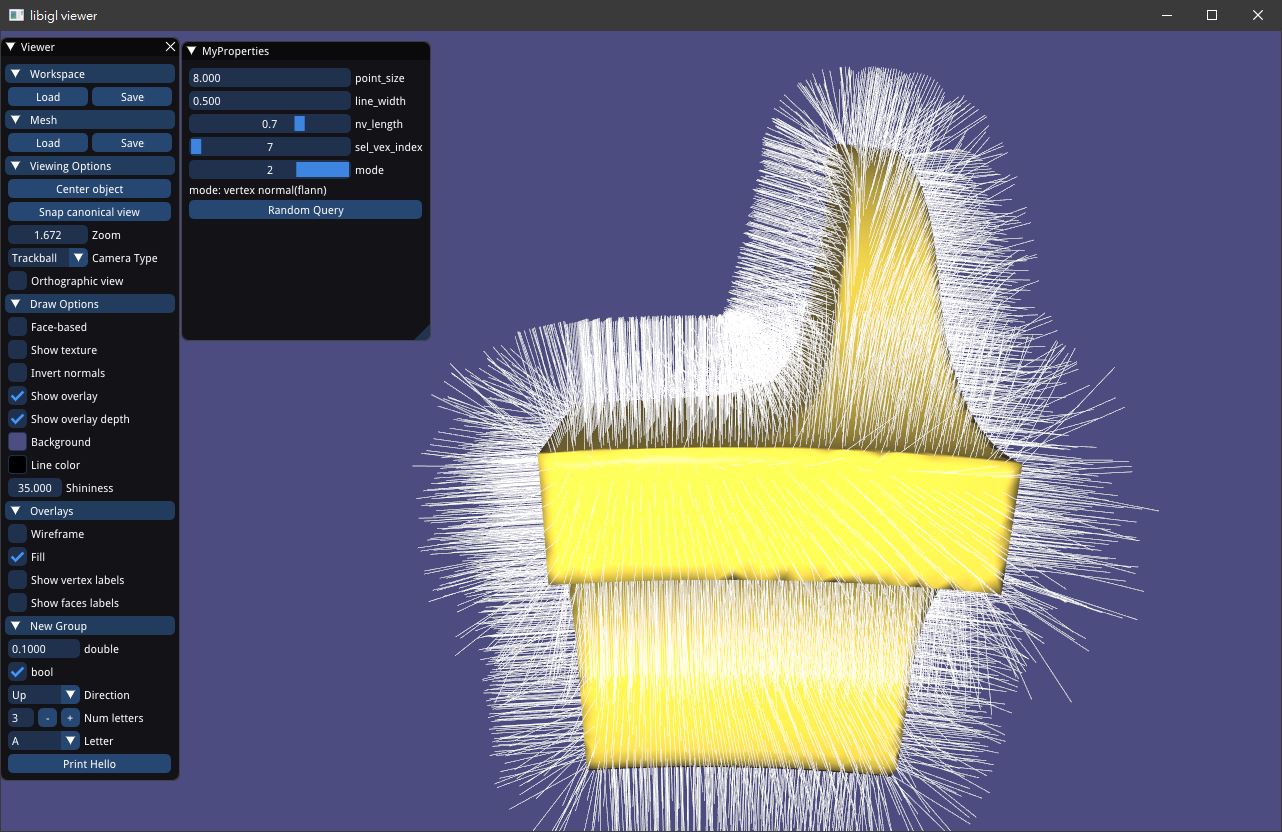 libigl viewer
Viewer
Workspace
Load Save
Mesh
Load Save
Viewing Options
Center object
Snap canonical view
1.672 Zoom
Trackball Camera Type
Orthographic view
Draw Options
Face-based
Show texture
Invert normals
Show overlay
Show overlay depth
Background
Line color
35.000 Shininess
Overlays
Wireframe
Fill
Show vertex labels
Show faces labels
New Group
0.1000 double
bool
Up Direction
3 - + Num letters
A Letter
Print Hello
MyProperties
8.000 point_size
0.500 line_width
0.7 nv_length
7 sel_vex_index
2 mode
mode: vertex normal(flann)
Random Query